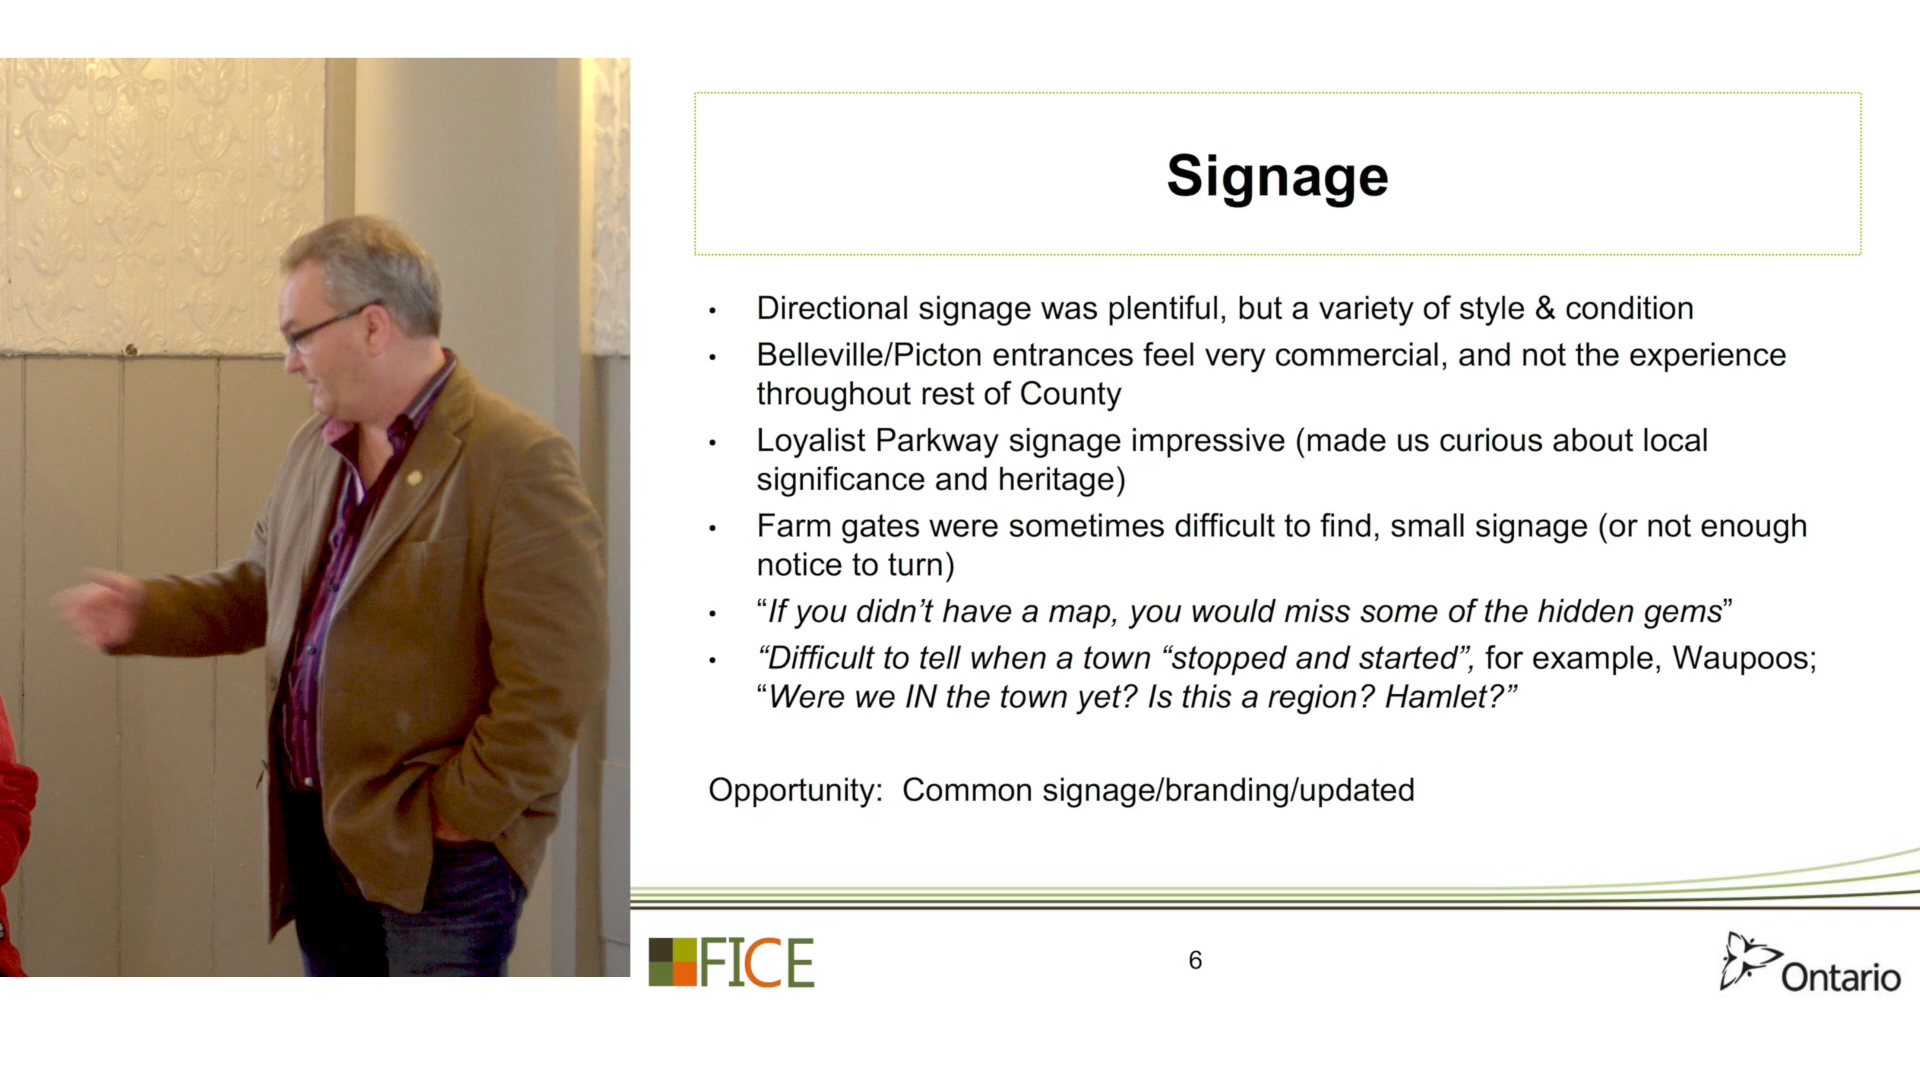 Signage
• Directional signage was plentiful, but a variety of style & condition
• Belleville/Picton entrances feel very commercial, and not the experience
throughout rest of County
• Loyalist Parkway signage impressive (made us curious about local
significance and heritage)
• Farm gates were sometimes difficult to find, small signage (or not enough
notice to turn)
• “If you didn’t have a map, you would miss some of the hidden gems”
• “Difficult to tell when a town “stopped and started”, for example, Waupoos;
“Were we IN the town yet? Is this a region? Hamlet?”
Opportunity:  Common signage/branding/updated
FICE
6
Ontario